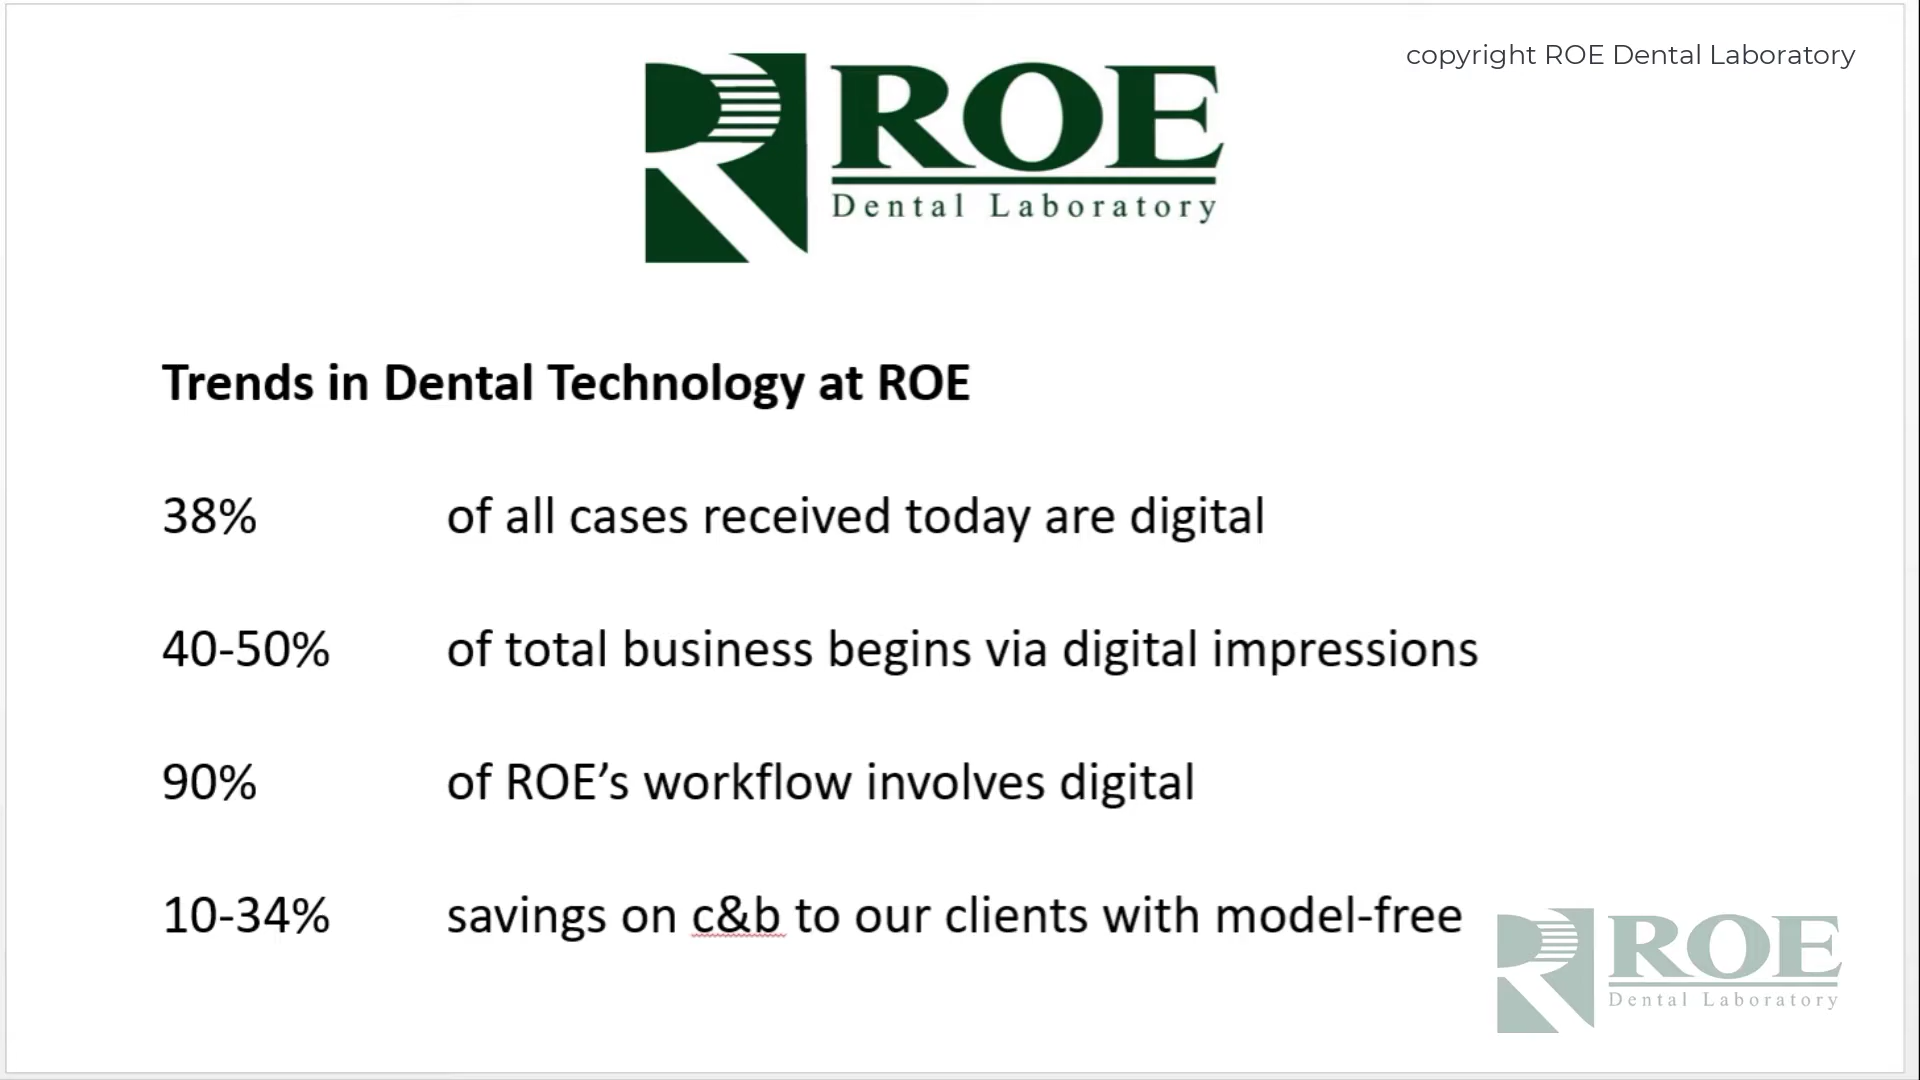 copyright ROE Dental Laboratory
ROE
Dental Laboratory
Trends in Dental Technology at ROE
38% of all cases received today are digital
40-50% of total business begins via digital impressions
90% of ROE’s workflow involves digital
10-34% savings on c&b to our clients with model-free
ROE
Dental Laboratory